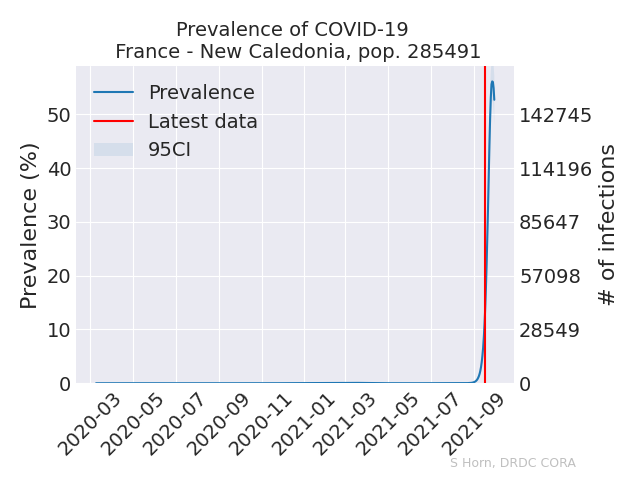 Prevalence of COVID-19
France - New Caledonia, pop. 285491
Prevalence
Latest data
95CI
Prevalence (%)
50
40
30
20
10
0
142745
114196
85647
57098
28549
0
# of infections
2020-03
2020-05
2020-07
2020-09
2020-11
2021-01
2021-03
2021-05
2021-07
2021-09
S Horn, DRDC CORA